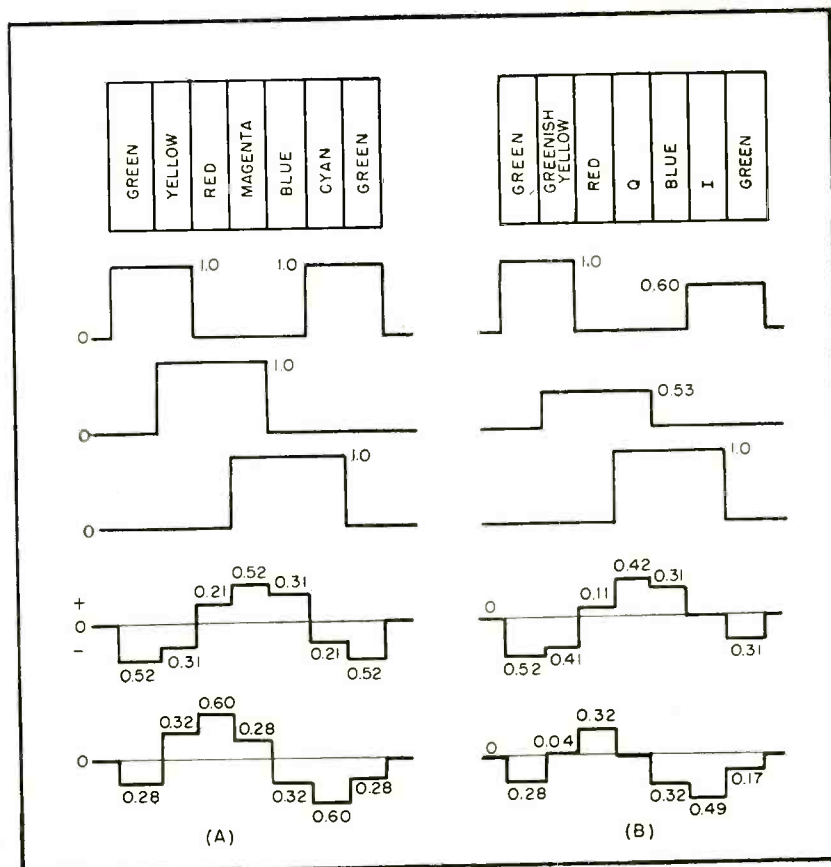 GREEN YELLOW RED MAGENTA BLUE CYAN GREEN
0 1.0 1.0
0 1.0
0 1.0
+ 0 −
0.52 0.31 0.21 0.52 0.31 0.21 0.52
0
0.28 0.32 0.60 0.28 0.32 0.60 0.28
(A)
GREEN GREENISH YELLOW RED Q BLUE I GREEN
1.0 0.60
0.53
1.0
0
0.52 0.41 0.11 0.42 0.31 0.31
0
0.28 0.04 0.32 0.32 0.49 0.17
(B)